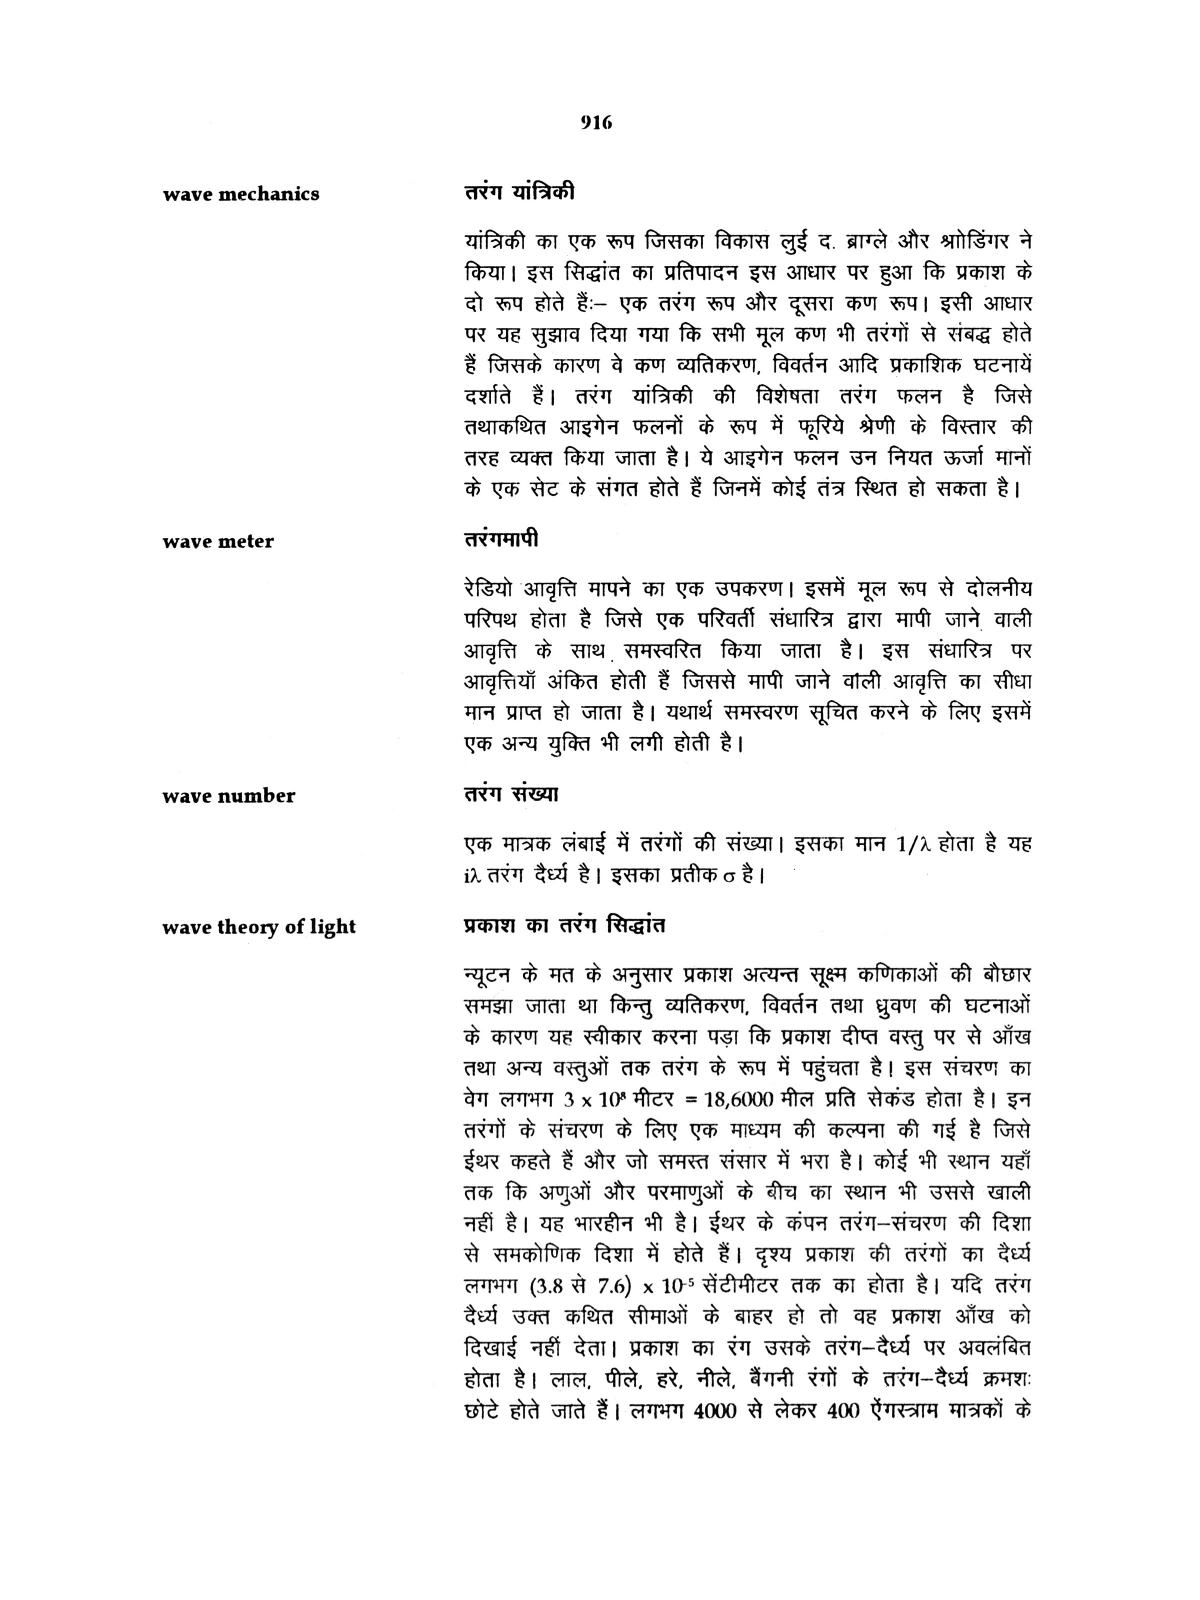 916
wave mechanics तरंग यांत्रिकी
यांत्रिकी का एक रूप जिसका विकास लुई द. ब्राग्ले और श्राोडिंगर ने
किया। इस सिद्धांत का प्रतिपादन इस आधार पर हुआ कि प्रकाश के
दो रूप होते हैंः– एक तरंग रूप और दूसरा कण रूप। इसी आधार
पर यह सुझाव दिया गया कि सभी मूल कण भी तरंगों से संबद्ध होते
हैं जिसके कारण वे कण व्यतिकरण, विवर्तन आदि प्रकाशिक घटनायें
दर्शाते हैं। तरंग यांत्रिकी की विशेषता तरंग फलन है जिसे
तथाकथित आइगेन फलनों के रूप में फूरिये श्रेणी के विस्तार की
तरह व्यक्त किया जाता है। ये आइगेन फलन उन नियत ऊर्जा मानों
के एक सेट के संगत होते हैं जिनमें कोई तंत्र स्थित हो सकता है।
wave meter तरंगमापी
रेडियो आवृत्ति मापने का एक उपकरण। इसमें मूल रूप से दोलनीय
परिपथ होता है जिसे एक परिवर्ती संधारित्र द्वारा मापी जाने वाली
आवृत्ति के साथ समस्वरित किया जाता है। इस संधारित्र पर
आवृत्तियाँ अंकित होती हैं जिससे मापी जाने वाली आवृत्ति का सीधा
मान प्राप्त हो जाता है। यथार्थ समस्वरण सूचित करने के लिए इसमें
एक अन्य युक्ति भी लगी होती है।
wave number तरंग संख्या
एक मात्रक लंबाई में तरंगों की संख्या। इसका मान 1/λ होता है यह
iλ तरंग दैर्ध्य है। इसका प्रतीक σ है।
wave theory of light प्रकाश का तरंग सिद्धांत
न्यूटन के मत के अनुसार प्रकाश अत्यन्त सूक्ष्म कणिकाओं की बौछार
समझा जाता था किन्तु व्यतिकरण, विवर्तन तथा ध्रुवण की घटनाओं
के कारण यह स्वीकार करना पड़ा कि प्रकाश दीप्त वस्तु पर से आँख
तथा अन्य वस्तुओं तक तरंग के रूप में पहुंचता है। इस संचरण का
वेग लगभग 3 x 10⁸ मीटर = 18,6000 मील प्रति सेकंड होता है। इन
तरंगों के संचरण के लिए एक माध्यम की कल्पना की गई है जिसे
ईथर कहते हैं और जो समस्त संसार में भरा है। कोई भी स्थान यहाँ
तक कि अणुओं और परमाणुओं के बीच का स्थान भी उससे खाली
नहीं है। यह भारहीन भी है। ईथर के कंपन तरंग–संचरण की दिशा
से समकोणिक दिशा में होते हैं। दृश्य प्रकाश की तरंगों का दैर्ध्य
लगभग (3.8 से 7.6) x 10⁻⁵ सेंटीमीटर तक का होता है। यदि तरंग
दैर्ध्य उक्त कथित सीमाओं के बाहर हो तो वह प्रकाश आँख को
दिखाई नहीं देता। प्रकाश का रंग उसके तरंग–दैर्ध्य पर अवलंबित
होता है। लाल, पीले, हरे, नीले, बैंगनी रंगों के तरंग–दैर्ध्य क्रमशः
छोटे होते जाते हैं। लगभग 4000 से लेकर 400 ऐंगस्त्राम मात्रकों के